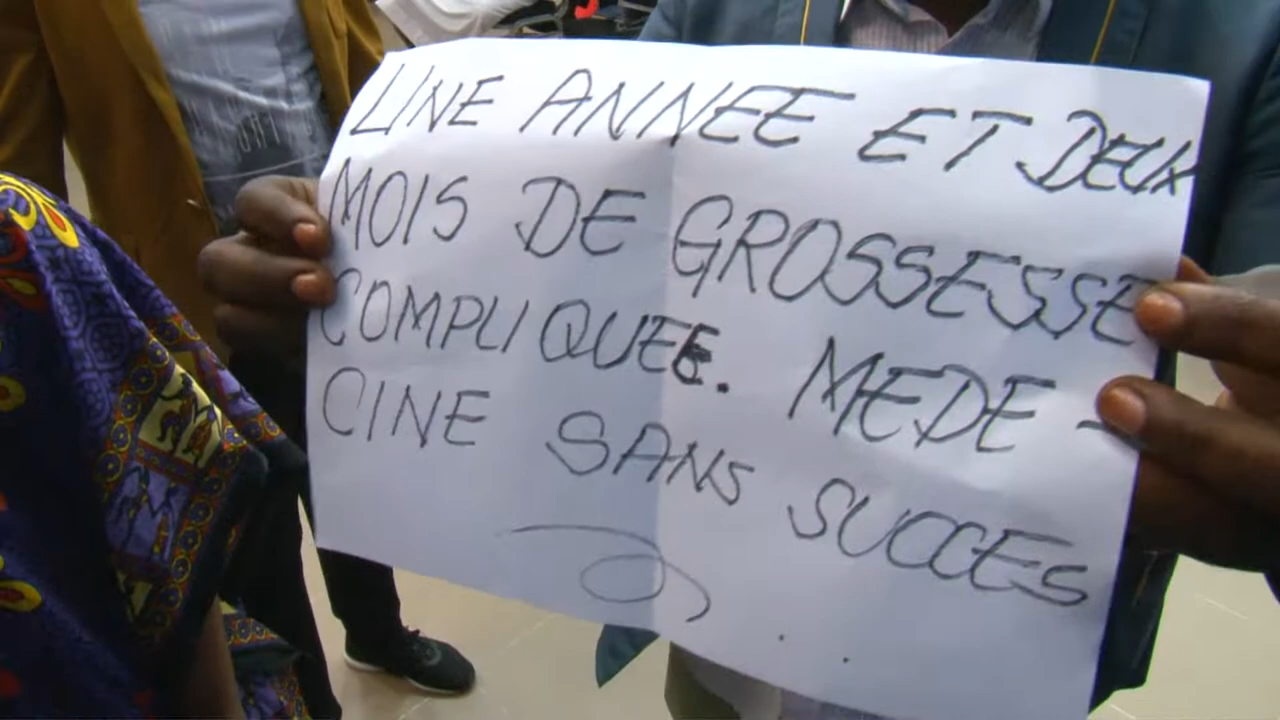 UNE ANNEE ET DEUX
MOIS DE GROSSESSE
COMPLIQUEE. MEDE-
CINE SANS SUCCES